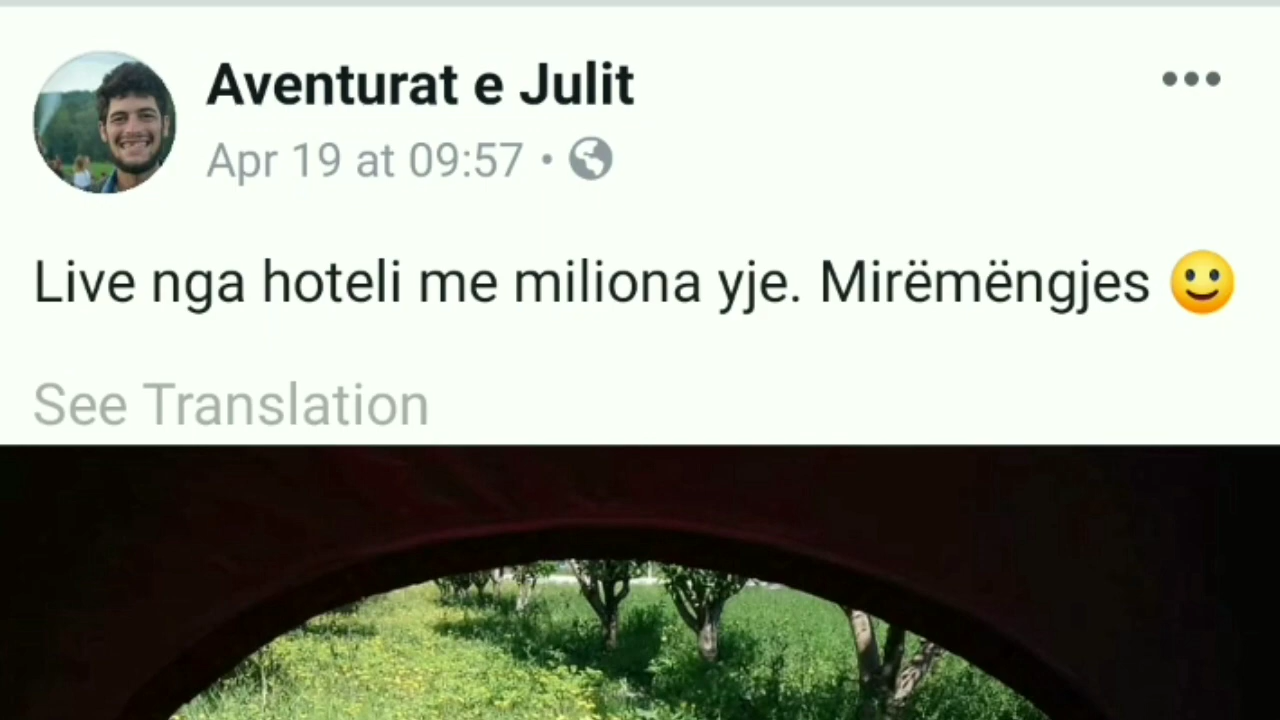 Aventurat e Julit
Apr 19 at 09:57 •
Live nga hoteli me miliona yje. Mirëmëngjes 🙂
See Translation